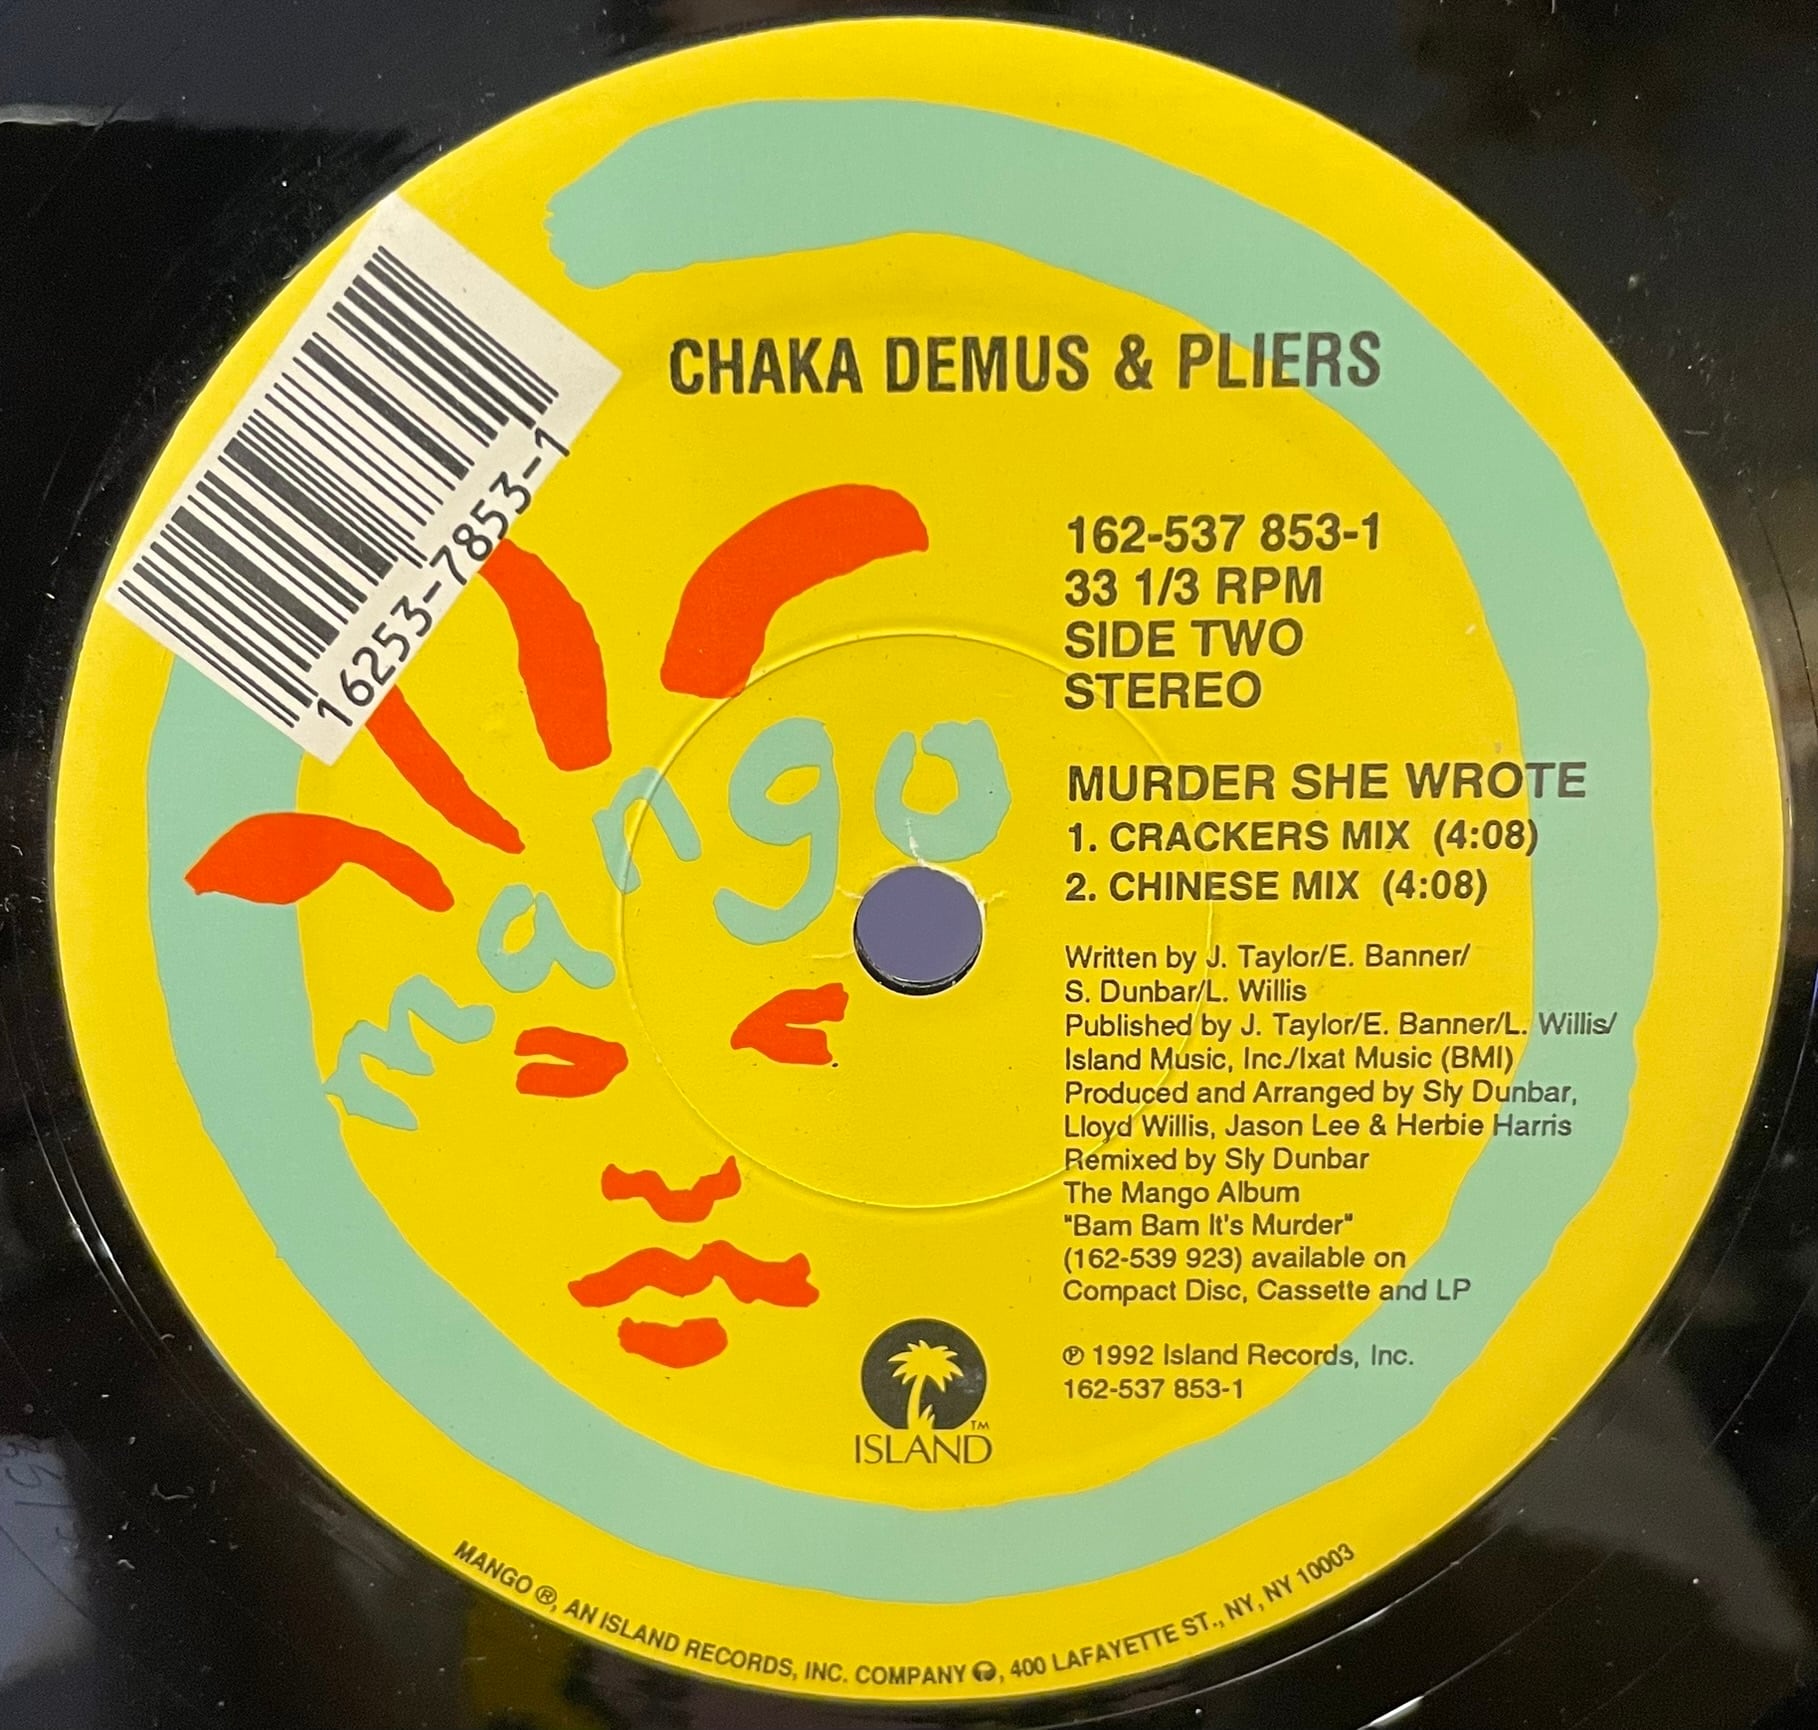 CHAKA DEMUS & PLIERS
16253-7853-1
162-537 853-1
33 1/3 RPM
SIDE TWO
STEREO
mango
MURDER SHE WROTE
1. CRACKERS MIX (4:08)
2. CHINESE MIX (4:08)
Written by J. Taylor/E. Banner/
S. Dunbar/L. Willis
Published by J. Taylor/E. Banner/L. Willis/
Island Music, Inc./Ixat Music (BMI)
Produced and Arranged by Sly Dunbar,
Lloyd Willis, Jason Lee & Herbie Harris
Remixed by Sly Dunbar
The Mango Album
"Bam Bam It's Murder"
(162-539 923) available on
Compact Disc, Cassette and LP
℗ 1992 Island Records, Inc.
162-537 853-1
TM
ISLAND
MANGO ®, AN ISLAND RECORDS, INC. COMPANY, 400 LAFAYETTE ST., NY, NY 10003